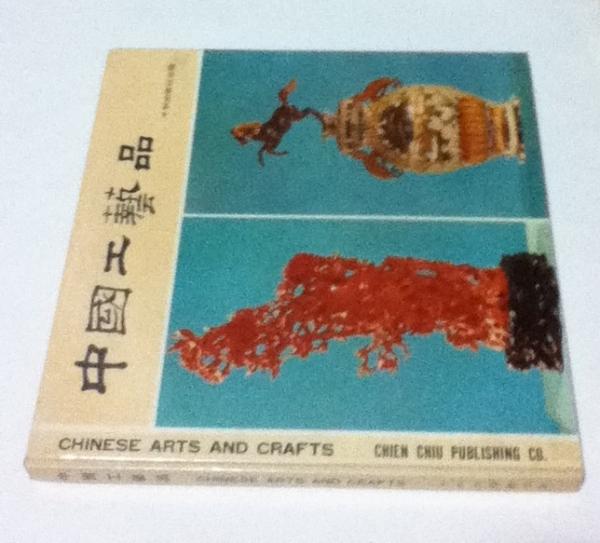 中國工藝品
CHINESE ARTS AND CRAFTS
CHIEN CHIU PUBLISHING CO.
CHINESE ARTS AND CRAFTS